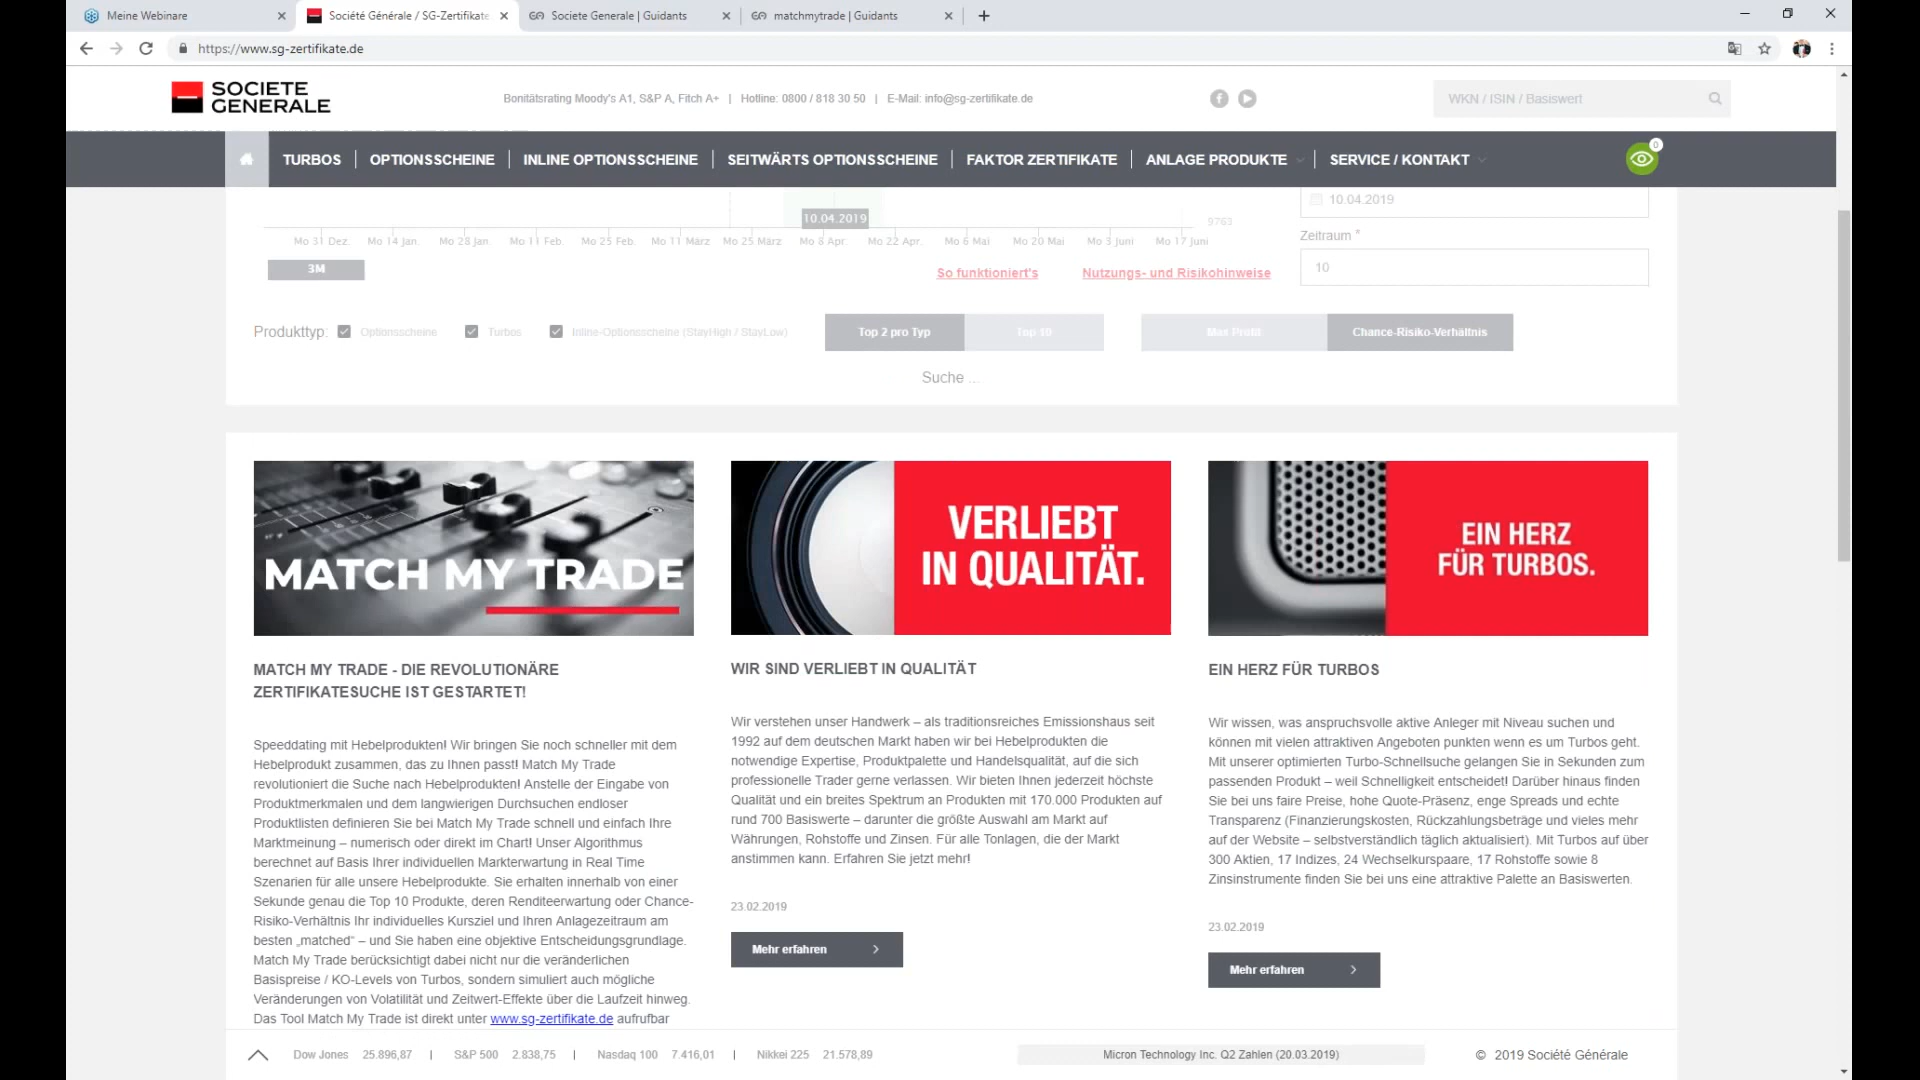 Meine Webinare
Société Générale / SG-Zertifikate
Societe Generale | Guidants
matchmytrade | Guidants
https://www.sg-zertifikate.de
SOCIETE
GENERALE
Bonitätsrating Moody's A1, S&P A, Fitch A+ | Hotline: 0800 / 818 30 50 | E-Mail: info@sg-zertifikate.de
WKN / ISIN / Basiswert
TURBOS | OPTIONSSCHEINE | INLINE OPTIONSSCHEINE | SEITWÄRTS OPTIONSSCHEINE | FAKTOR ZERTIFIKATE | ANLAGE PRODUKTE | SERVICE / KONTAKT
0
10.04.2019
9763
10.04.2019
Mo 31 Dez. Mo 14 Jan. Mo 28 Jan. Mo 11 Feb. Mo 25 Feb. Mo 11 März Mo 25 März Mo 8 Apr. Mo 22 Apr. Mo 6 Mai Mo 20 Mai Mo 3 Juni Mo 17 Juni
Zeitraum *
3M
So funktioniert's
Nutzungs- und Risikohinweise
10
Produkttyp: Optionsscheine Turbos Inline-Optionsscheine (StayHigh / StayLow)
Top 2 pro Typ
Top 10
Max Profit
Chance-Risiko-Verhältnis
Suche ...
MATCH MY TRADE
MATCH MY TRADE - DIE REVOLUTIONÄRE
ZERTIFIKATESUCHE IST GESTARTET!
Speeddating mit Hebelprodukten! Wir bringen Sie noch schneller mit dem
Hebelprodukt zusammen, das zu Ihnen passt! Match My Trade
revolutioniert die Suche nach Hebelprodukten! Anstelle der Eingabe von
Produktmerkmalen und dem langwierigen Durchsuchen endloser
Produktlisten definieren Sie bei Match My Trade schnell und einfach Ihre
Marktmeinung – numerisch oder direkt im Chart! Unser Algorithmus
berechnet auf Basis Ihrer individuellen Markterwartung in Real Time
Szenarien für alle unsere Hebelprodukte. Sie erhalten innerhalb von einer
Sekunde genau die Top 10 Produkte, deren Renditeerwartung oder Chance-
Risiko-Verhältnis Ihr individuelles Kursziel und Ihren Anlagezeitraum am
besten „matched“ – und Sie haben eine objektive Entscheidungsgrundlage.
Match My Trade berücksichtigt dabei nicht nur die veränderlichen
Basispreise / KO-Levels von Turbos, sondern simuliert auch mögliche
Veränderungen von Volatilität und Zeitwert-Effekte über die Laufzeit hinweg.
Das Tool Match My Trade ist direkt unter www.sg-zertifikate.de aufrufbar
VERLIEBT
IN QUALITÄT.
WIR SIND VERLIEBT IN QUALITÄT
Wir verstehen unser Handwerk – als traditionsreiches Emissionshaus seit
1992 auf dem deutschen Markt haben wir bei Hebelprodukten die
notwendige Expertise, Produktpalette und Handelsqualität, auf die sich
professionelle Trader gerne verlassen. Wir bieten Ihnen jederzeit höchste
Qualität und ein breites Spektrum an Produkten mit 170.000 Produkten auf
rund 700 Basiswerte – darunter die größte Auswahl am Markt auf
Währungen, Rohstoffe und Zinsen. Für alle Tonlagen, die der Markt
anstimmen kann. Erfahren Sie jetzt mehr!
23.02.2019
Mehr erfahren
EIN HERZ
FÜR TURBOS.
EIN HERZ FÜR TURBOS
Wir wissen, was anspruchsvolle aktive Anleger mit Niveau suchen und
können mit vielen attraktiven Angeboten punkten wenn es um Turbos geht.
Mit unserer optimierten Turbo-Schnellsuche gelangen Sie in Sekunden zum
passenden Produkt – weil Schnelligkeit entscheidet! Darüber hinaus finden
Sie bei uns faire Preise, hohe Quote-Präsenz, enge Spreads und echte
Transparenz (Finanzierungskosten, Rückzahlungsbeträge und vieles mehr
auf der Website – selbstverständlich täglich aktualisiert). Mit Turbos auf über
300 Aktien, 17 Indizes, 24 Wechselkurspaare, 17 Rohstoffe sowie 8
Zinsinstrumente finden Sie bei uns eine attraktive Palette an Basiswerten.
23.02.2019
Mehr erfahren
Dow Jones 25.896,87 | S&P 500 2.838,75 | Nasdaq 100 7.416,01 | Nikkei 225 21.578,89
Micron Technology Inc. Q2 Zahlen (20.03.2019)
© 2019 Société Générale